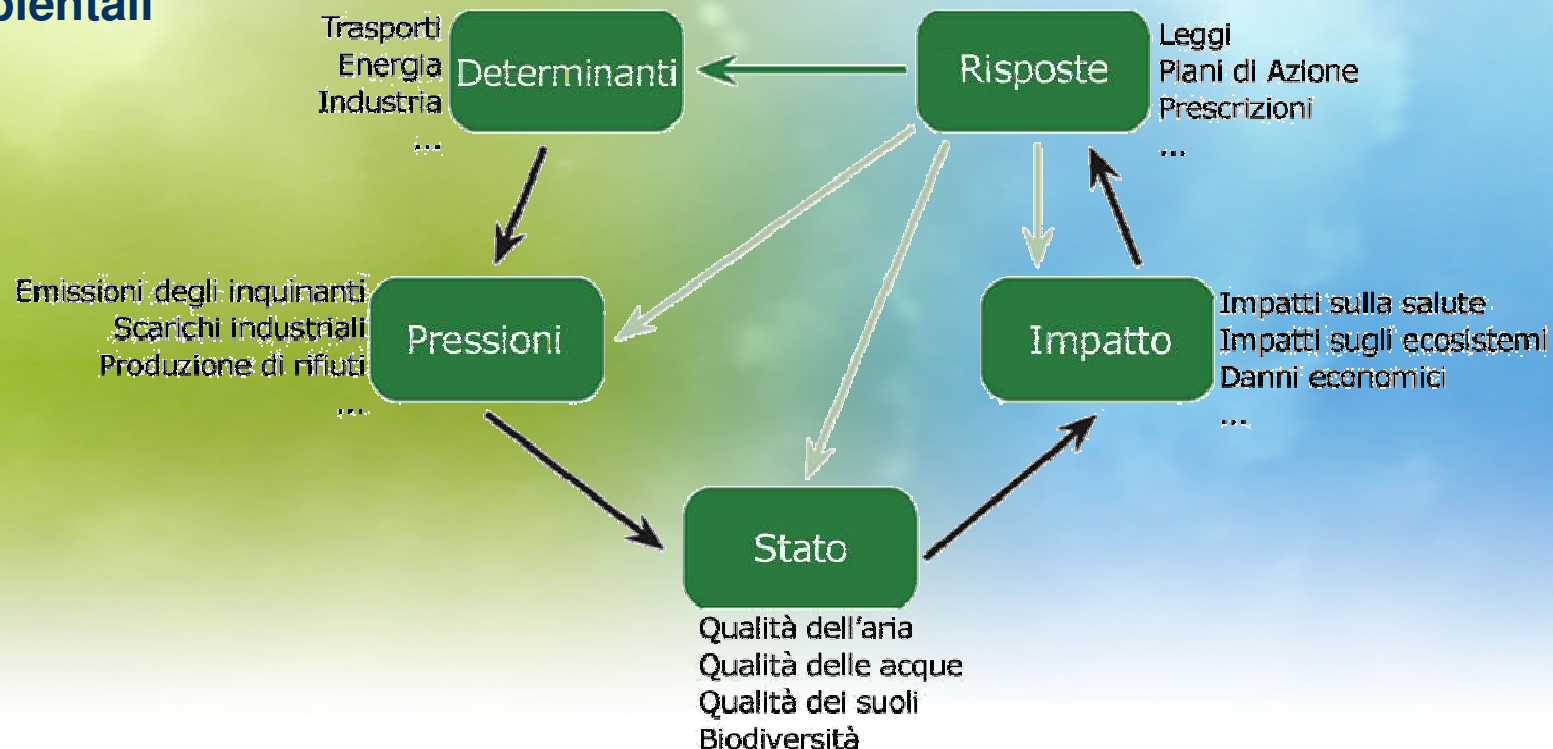 Trasporti
Energia
Industria
...
Determinanti
Risposte
Leggi
Piani di Azione
Prescrizioni
...
Emissioni degli inquinanti
Scarichi industriali
Produzione di rifiuti
...
Pressioni
Impatto
Impatti sulla salute
Impatti sugli ecosistemi
Danni economici
...
Stato
Qualità dell'aria
Qualità delle acque
Qualità dei suoli
Biodiversità